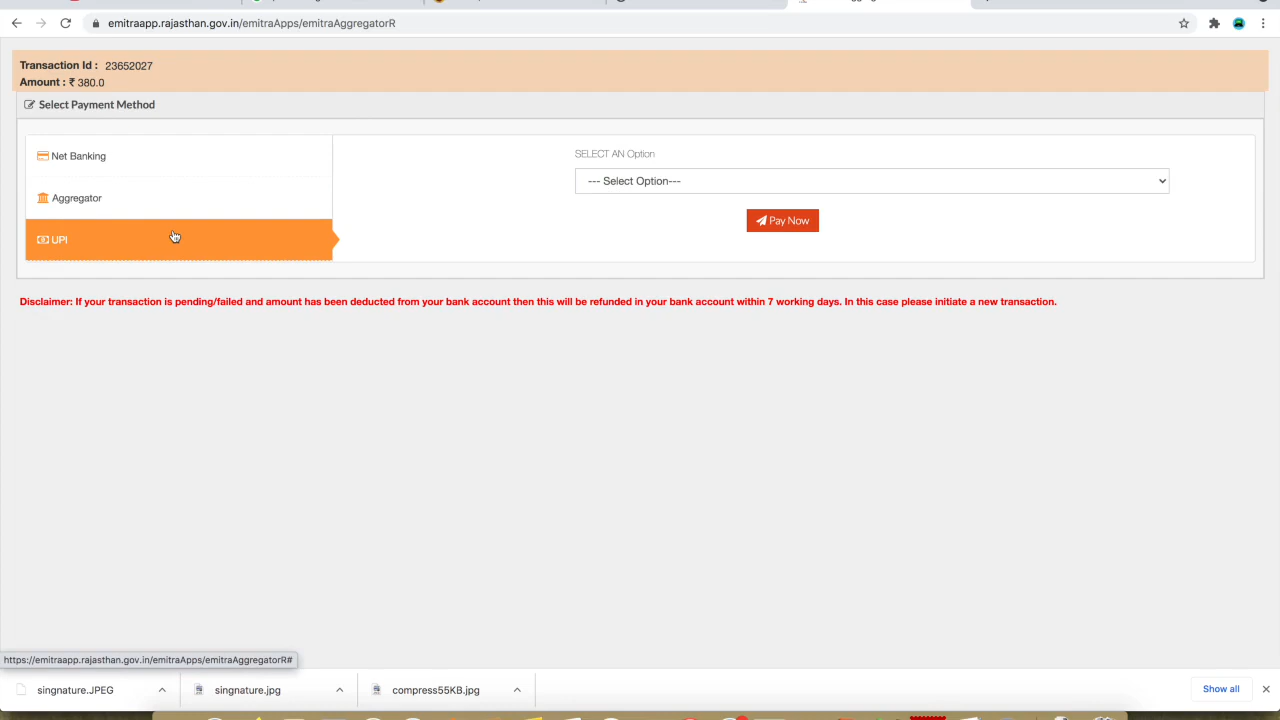 emitraapp.rajasthan.gov.in/emitraApps/emitraAggregatorR
Transaction Id : 23652027
Amount : ₹ 380.0
Select Payment Method
Net Banking
Aggregator
UPI
SELECT AN Option
--- Select Option---
Pay Now
Disclaimer: If your transaction is pending/failed and amount has been deducted from your bank account then this will be refunded in your bank account within 7 working days. In this case please initiate a new transaction.
https://emitraapp.rajasthan.gov.in/emitraApps/emitraAggregatorR#
singnature.JPEG
singnature.jpg
compress55KB.jpg
Show all